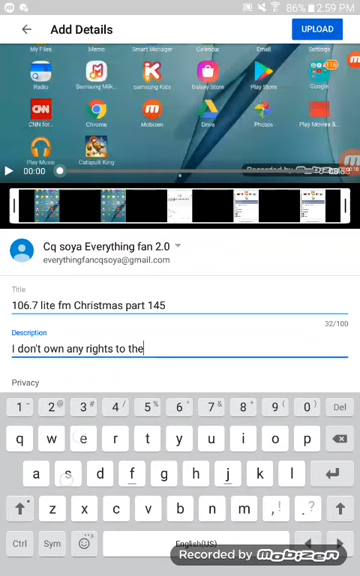 86% 2:59 PM
Add Details
UPLOAD
My Files Memo Smart Manager Calendar Email Settings
Radio Samsung Milk... Samsung Kids Galaxy Store Play Store Google
CNN for... Chrome Mobizen Drive Photos Play Movies &...
Play Music Catapult King
Recorded by Mobizen
00:00
Cq soya Everything fan 2.0
everythingfancqsoya@gmail.com
Title
106.7 lite fm Christmas part 145
32/100
Description
I don't own any rights to the
Privacy
1 ~ 2 @ 3 # 4 / 5 % 6 ^ 7 & 8 * 9 ( 0 ) Del
q w e r t y u i o p
a s d f g h j k l
z x c v b n m , ! . ?
Ctrl Sym English(US)
Recorded by mobizen